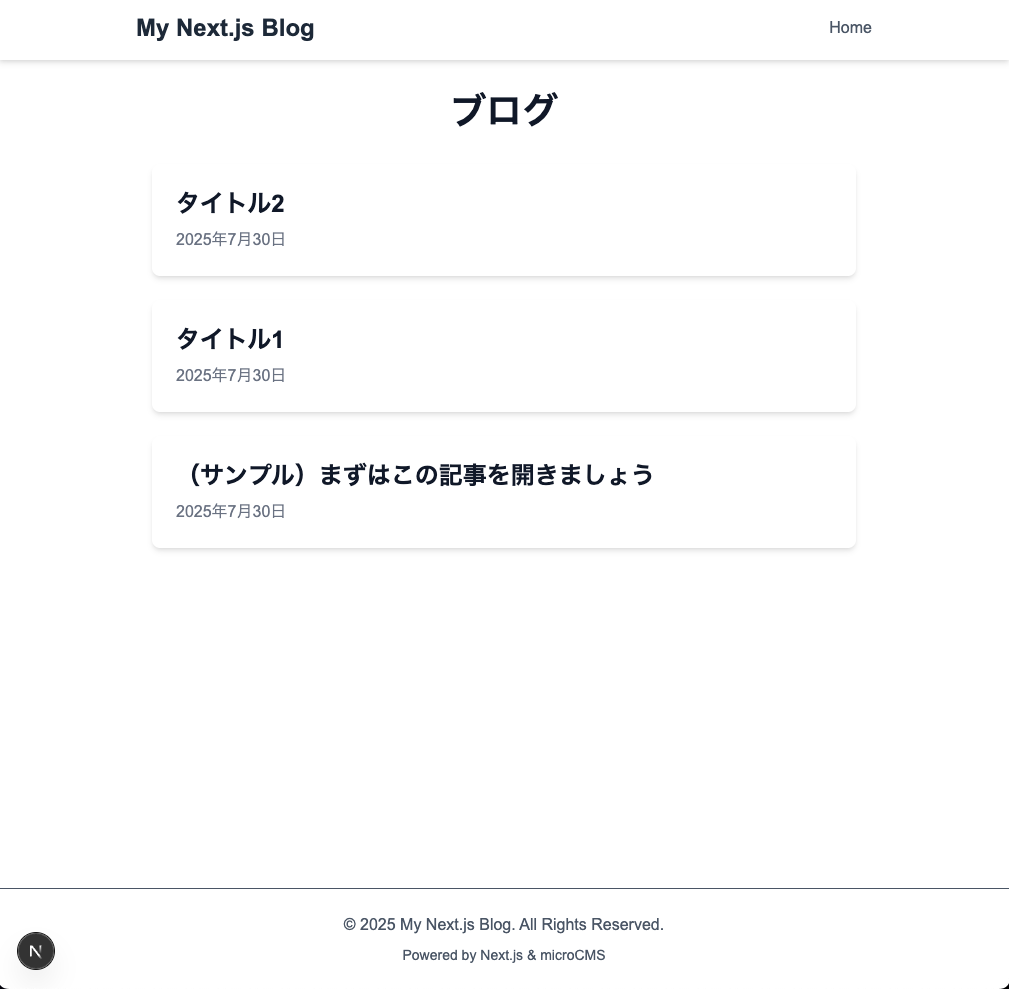 My Next.js Blog
Home
ブログ
タイトル2
2025年7月30日
タイトル1
2025年7月30日
（サンプル）まずはこの記事を開きましょう
2025年7月30日
© 2025 My Next.js Blog. All Rights Reserved.
Powered by Next.js & microCMS
N